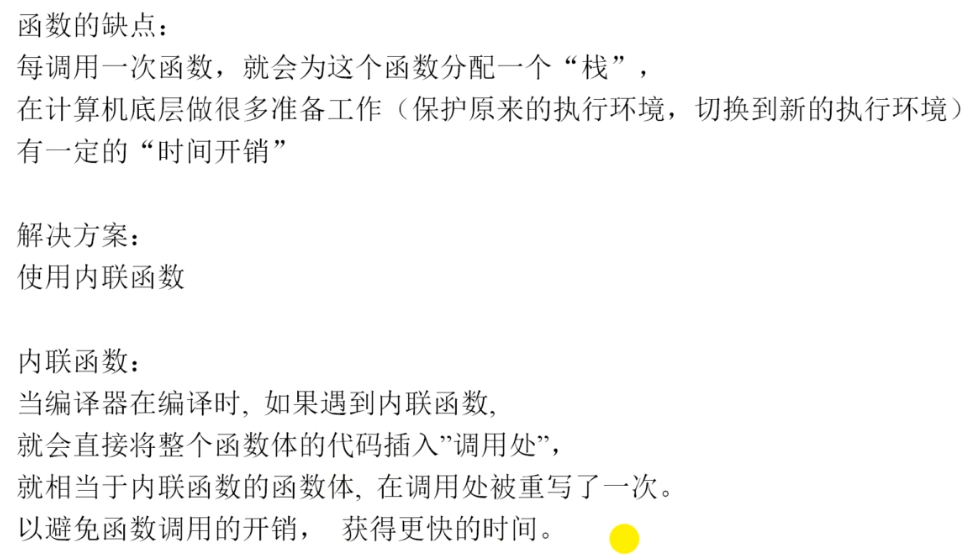 函数的缺点：
每调用一次函数，就会为这个函数分配一个“栈”，
在计算机底层做很多准备工作（保护原来的执行环境，切换到新的执行环境）
有一定的“时间开销”
解决方案：
使用内联函数
内联函数：
当编译器在编译时, 如果遇到内联函数,
就会直接将整个函数体的代码插入”调用处”，
就相当于内联函数的函数体, 在调用处被重写了一次。
以避免函数调用的开销， 获得更快的时间。